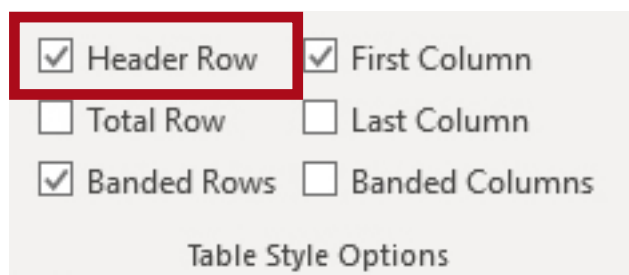 Header Row First Column
Total Row Last Column
Banded Rows Banded Columns
Table Style Options